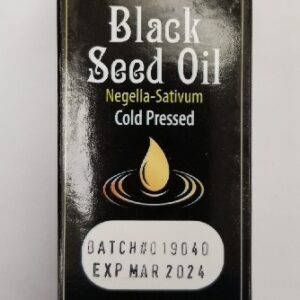 Black
Seed Oil
Negella-Sativum
Cold Pressed
BATCH#019040
EXP MAR 2024